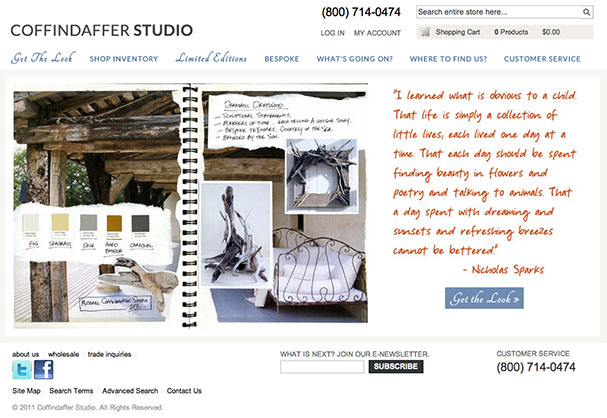 COFFINDAFFER STUDIO
(800) 714-0474
Search entire store here...
LOG IN MY ACCOUNT
Shopping Cart 0 Products $0.00
Get The Look SHOP INVENTORY Limited Editions BESPOKE WHAT'S GOING ON? WHERE TO FIND US? CUSTOMER SERVICE
DRAMATIC DRIFTWOOD
- SCULPTURAL STATEMENTS.
- MARKERS OF TIME - EACH TELLING A UNIQUE STORY.
- BESPOKE TEXTURES, COURTESY OF THE SEA.
- BLEACHED BY THE SUN.
FOG SEAGRASS AGED CHARCOAL
COFFINDAFFER STUDIO
2011
"I learned what is obvious to a child.
That life is simply a collection of
little lives, each lived one day at a
time. That each day should be spent
finding beauty in flowers and
poetry and talking to animals. That
a day spent with dreaming and
sunsets and refreshing breezes
cannot be bettered."
- Nicholas Sparks
Get the Look »
about us wholesale trade inquiries
Site Map Search Terms Advanced Search Contact Us
© 2011 Coffindaffer Studio. All Rights Reserved.
WHAT IS NEXT? JOIN OUR E-NEWSLETTER.
SUBSCRIBE
CUSTOMER SERVICE
(800) 714-0474